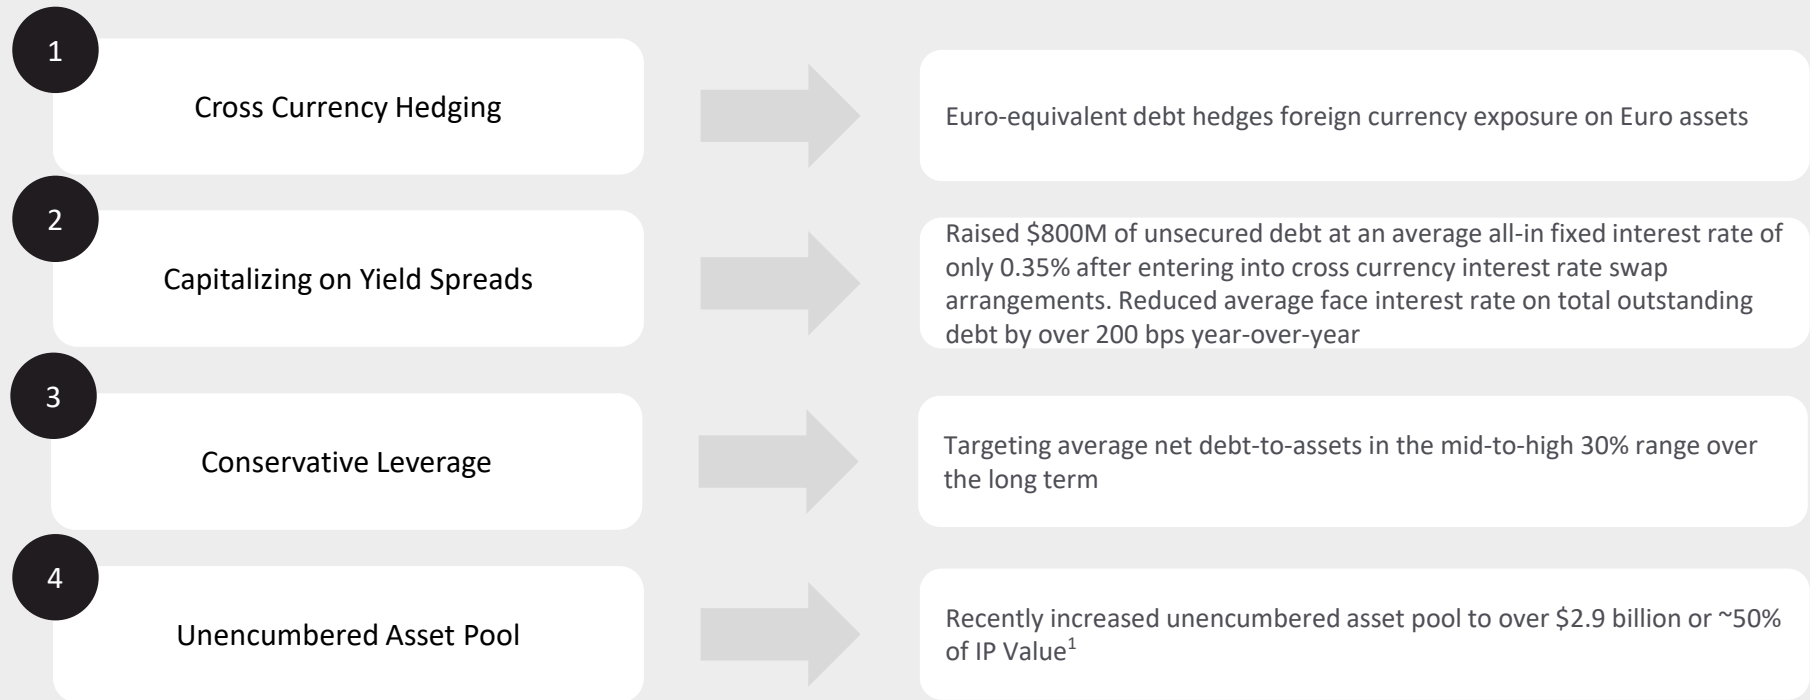 1
Cross Currency Hedging
Euro-equivalent debt hedges foreign currency exposure on Euro assets
2
Capitalizing on Yield Spreads
Raised $800M of unsecured debt at an average all-in fixed interest rate of
only 0.35% after entering into cross currency interest rate swap
arrangements. Reduced average face interest rate on total outstanding
debt by over 200 bps year-over-year
3
Conservative Leverage
Targeting average net debt-to-assets in the mid-to-high 30% range over
the long term
4
Unencumbered Asset Pool
Recently increased unencumbered asset pool to over $2.9 billion or ~50%
of IP Value¹